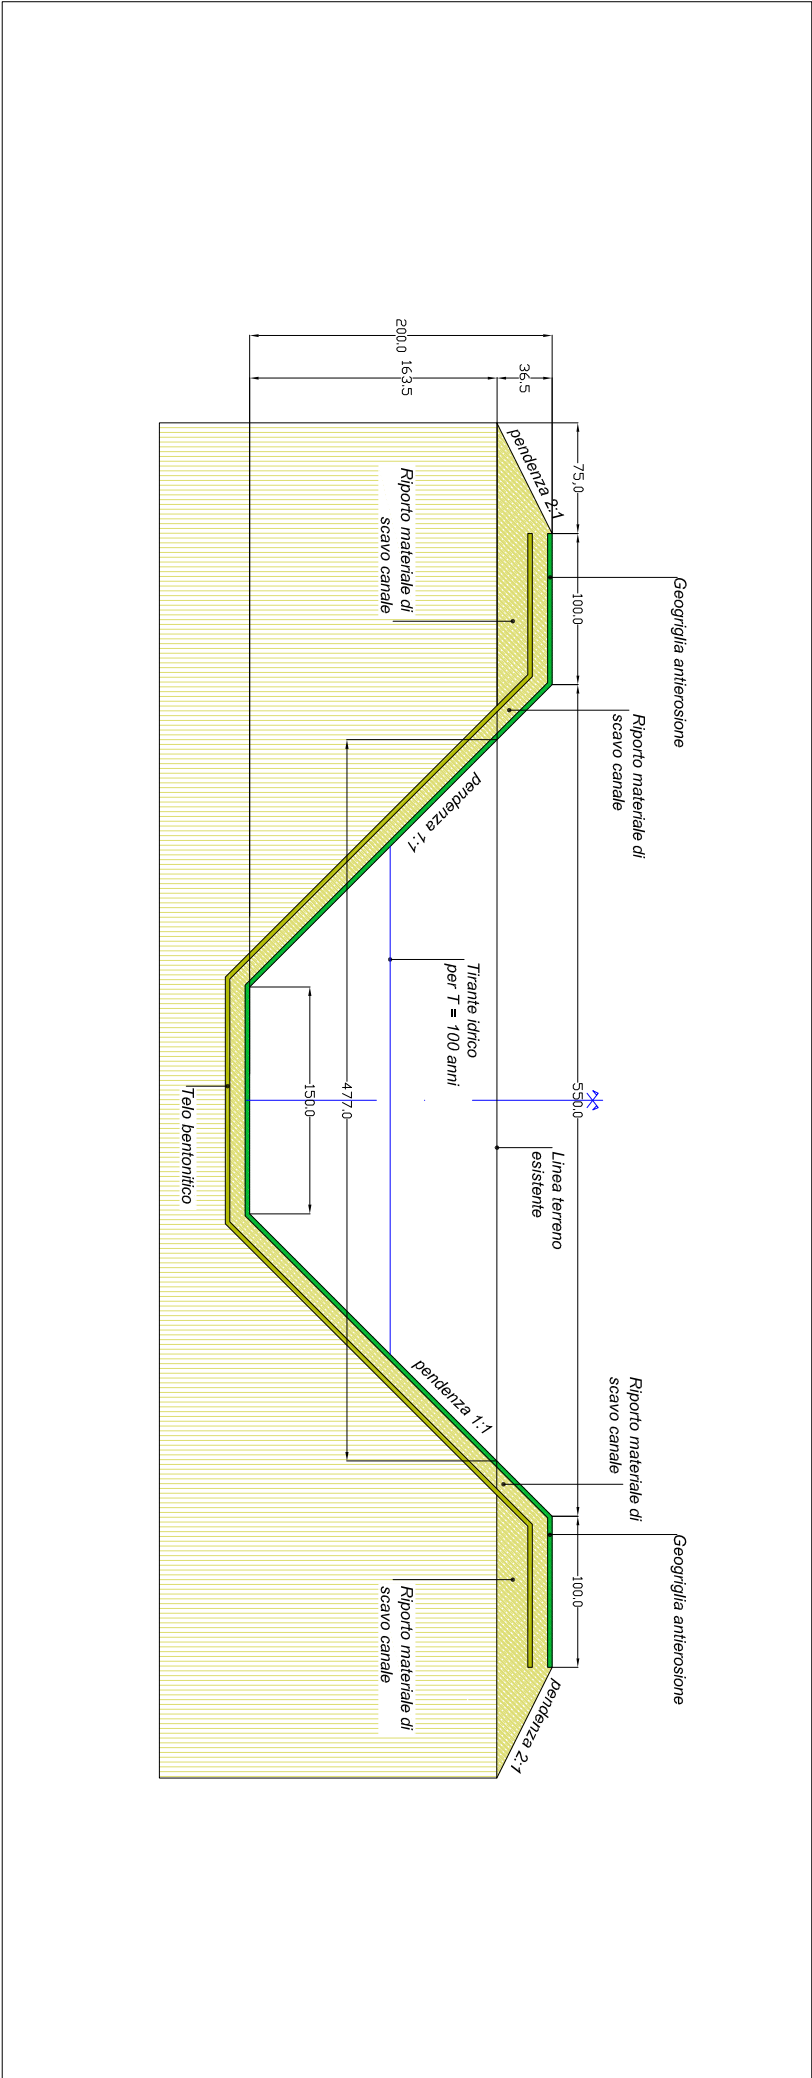 Geogriglia antierosione
Riporto materiale di
scavo canale
Riporto materiale di
scavo canale
Geogriglia antierosione
75,0
100.0
550.0
100.0
pendenza 2:1
Linea terreno
esistente
pendenza 2:1
36.5
200.0
163.5
Tirante idrico
per T = 100 anni
pendenza 1:1
pendenza 1:1
Riporto materiale di
scavo canale
Riporto materiale di
scavo canale
477.0
150.0
Telo bentonitico